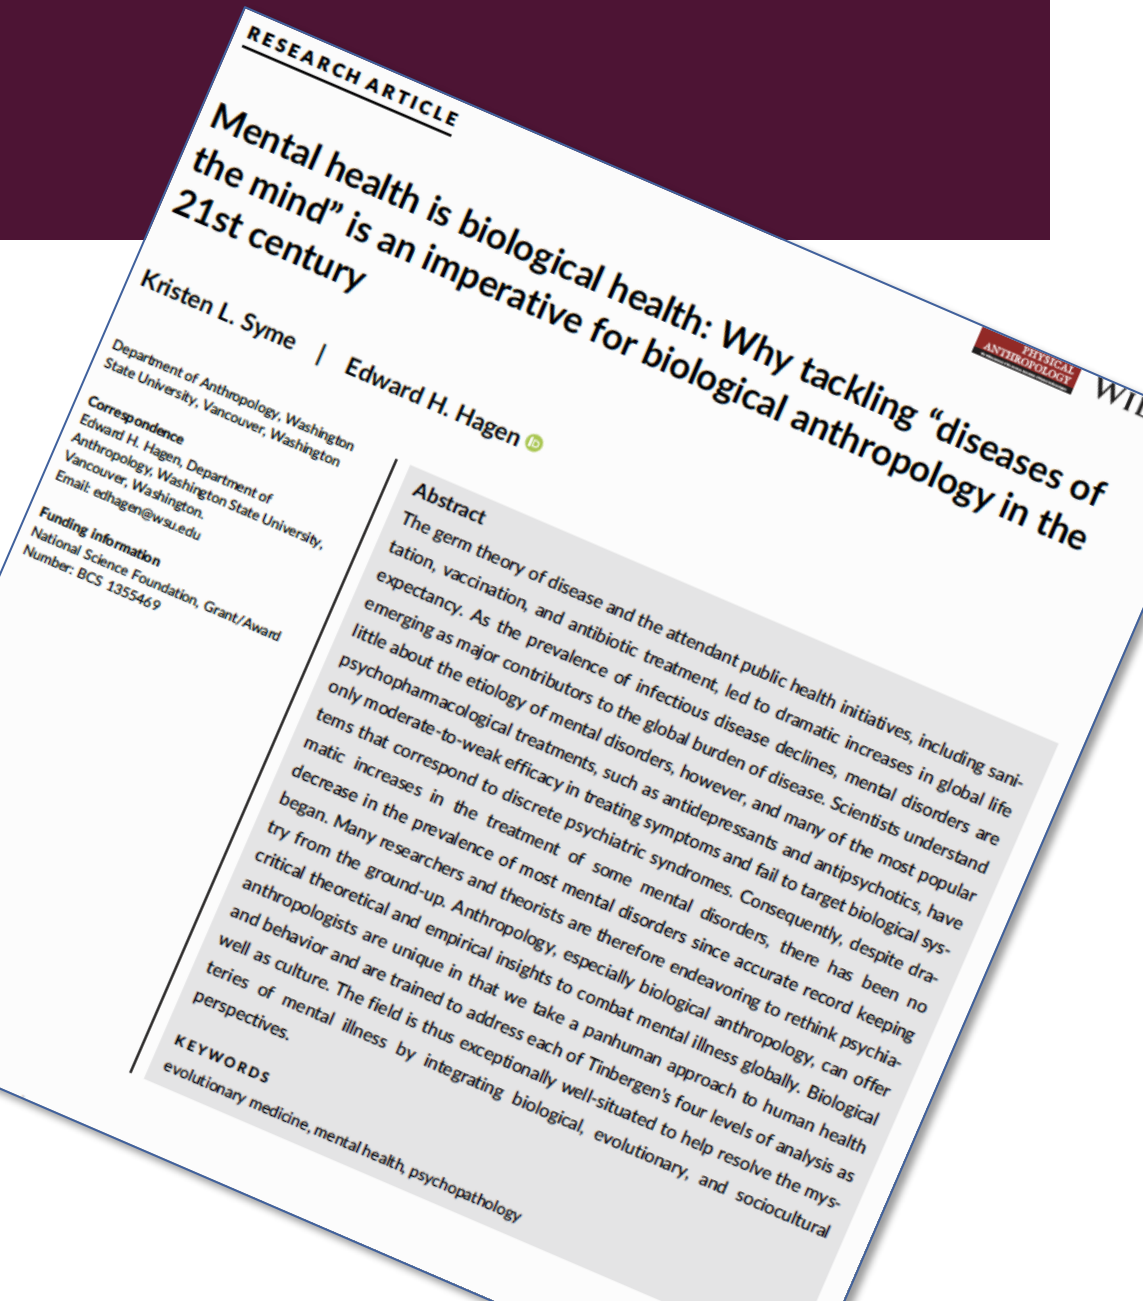 RESEARCH ARTICLE
Mental health is biological health: Why tackling “diseases of
the mind” is an imperative for biological anthropology in the
21st century
Kristen L. Syme | Edward H. Hagen iD
Department of Anthropology, Washington
State University, Vancouver, Washington
Correspondence
Edward H. Hagen, Department of
Anthropology, Washington State University,
Vancouver, Washington.
Email: edhagen@wsu.edu
Funding information
National Science Foundation, Grant/Award
Number: BCS 1355469
PHYSICAL
ANTHROPOLOGY
WIL
Abstract
The germ theory of disease and the attendant public health initiatives, including sani-
tation, vaccination, and antibiotic treatment, led to dramatic increases in global life
expectancy. As the prevalence of infectious disease declines, mental disorders are
emerging as major contributors to the global burden of disease. Scientists understand
little about the etiology of mental disorders, however, and many of the most popular
psychopharmacological treatments, such as antidepressants and antipsychotics, have
only moderate-to-weak efficacy in treating symptoms and fail to target biological sys-
tems that correspond to discrete psychiatric syndromes. Consequently, despite dra-
matic increases in the treatment of some mental disorders, there has been no
decrease in the prevalence of most mental disorders since accurate record keeping
began. Many researchers and theorists are therefore endeavoring to rethink psychia-
try from the ground-up. Anthropology, especially biological anthropology, can offer
critical theoretical and empirical insights to combat mental illness globally. Biological
anthropologists are unique in that we take a panhuman approach to human health
and behavior and are trained to address each of Tinbergen's four levels of analysis as
well as culture. The field is thus exceptionally well-situated to help resolve the mys-
teries of mental illness by integrating biological, evolutionary, and sociocultural
perspectives.
KEYWORDS
evolutionary medicine, mental health, psychopathology